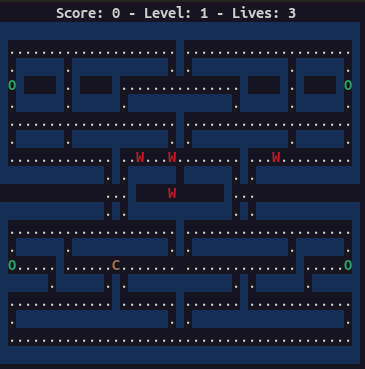 Score: 0 - Level: 1 - Lives: 3
O O
W W W
W
O C O